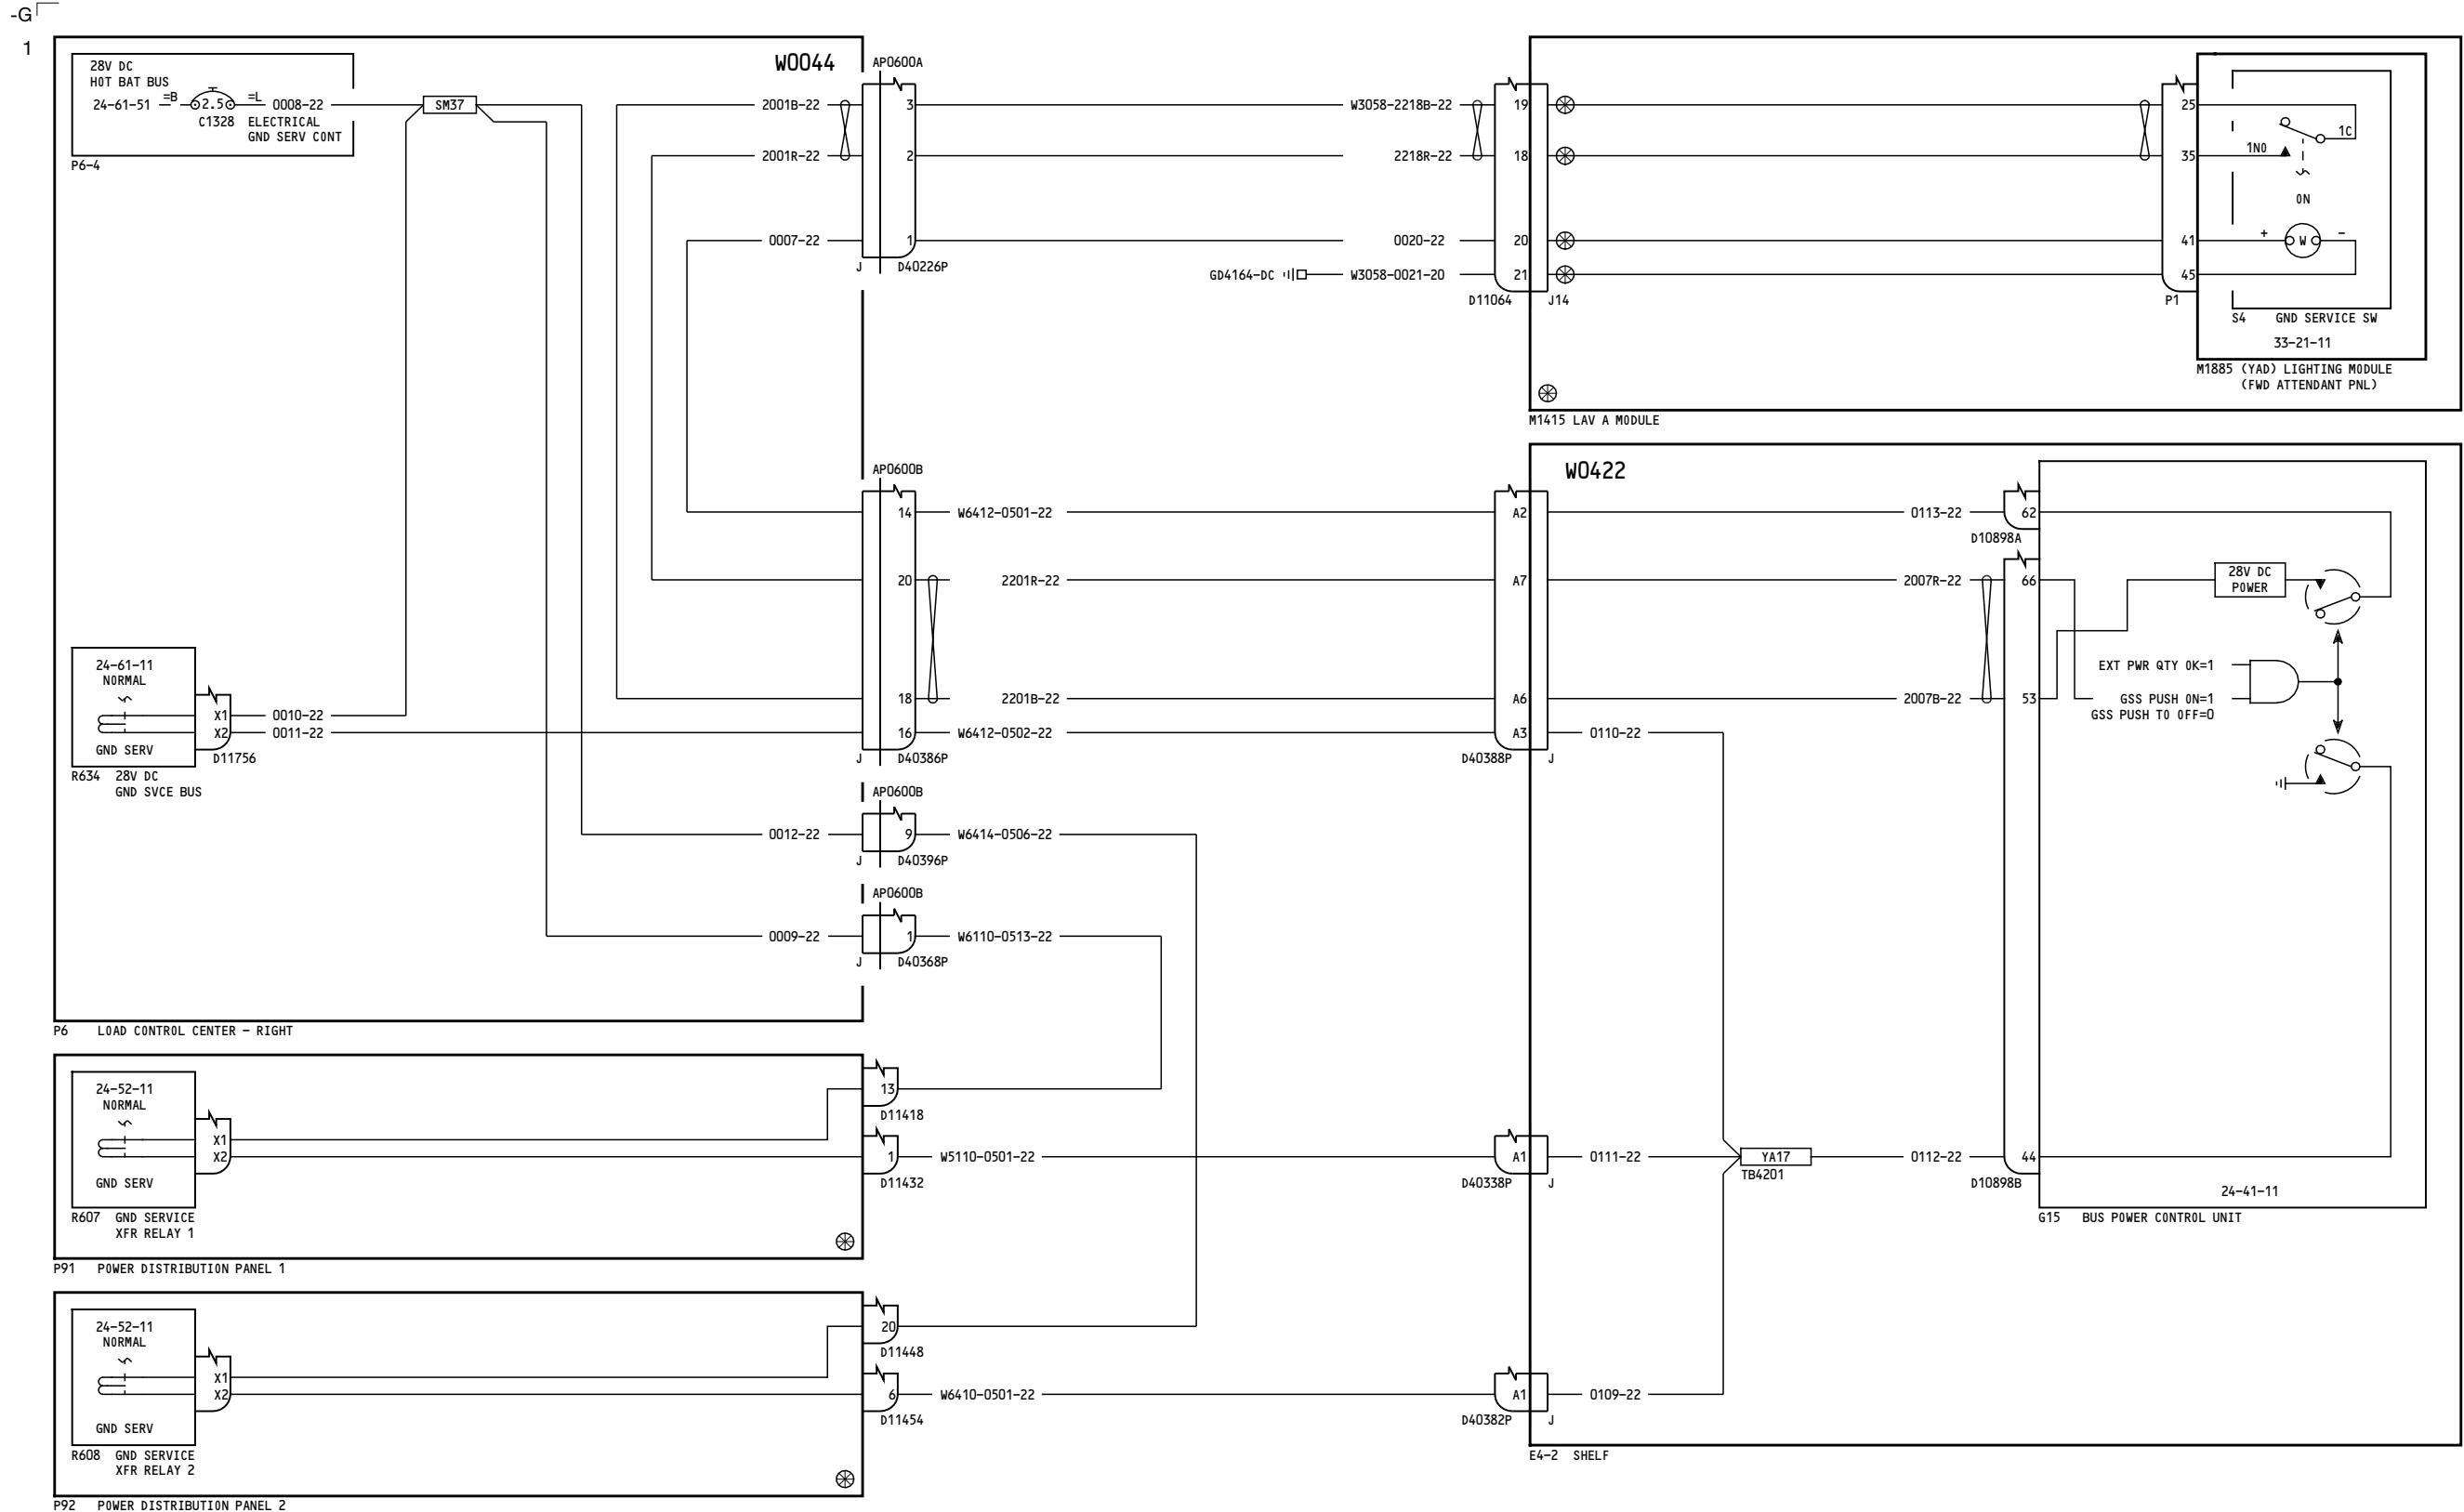 -G
1
28V DC
HOT BAT BUS
24-61-51 =B 2.5 =L 0008-22
C1328 ELECTRICAL
GND SERV CONT
P6-4
SM37
W0044
AP0600A
2001B-22 3
2001R-22 2
0007-22 1
J D40226P
W3058-2218B-22 19
2218R-22 18
0020-22 20
GD4164-DC W3058-0021-20 21
D11064 J14
25
35
41
45
P1
1C
1NO
ON
+ W -
S4 GND SERVICE SW
33-21-11
M1885 (YAD) LIGHTING MODULE
(FWD ATTENDANT PNL)
M1415 LAV A MODULE
AP0600B
14 W6412-0501-22 A2
20 2201R-22 A7
18 2201B-22 A6
16 W6412-0502-22 A3
J D40386P
D40388P J
W0422
0113-22 62
D10898A
2007R-22 66
2007B-22 53
0110-22
28V DC
POWER
EXT PWR QTY OK=1
GSS PUSH ON=1
GSS PUSH TO OFF=0
24-61-11
NORMAL
X1 0010-22
X2 0011-22
GND SERV
D11756
R634 28V DC
GND SVCE BUS
AP0600B
0012-22 9 W6414-0506-22
J D40396P
AP0600B
0009-22 1 W6110-0513-22
J D40368P
P6 LOAD CONTROL CENTER - RIGHT
24-52-11
NORMAL
X1
X2
GND SERV
R607 GND SERVICE
XFR RELAY 1
13
D11418
1 W5110-0501-22 A1
D11432
D40338P J
0111-22 YA17 0112-22 44
TB4201
D10898B
24-41-11
G15 BUS POWER CONTROL UNIT
P91 POWER DISTRIBUTION PANEL 1
24-52-11
NORMAL
X1
X2
GND SERV
R608 GND SERVICE
XFR RELAY 2
20
D11448
6 W6410-0501-22 A1
D11454
D40382P J
0109-22
E4-2 SHELF
P92 POWER DISTRIBUTION PANEL 2